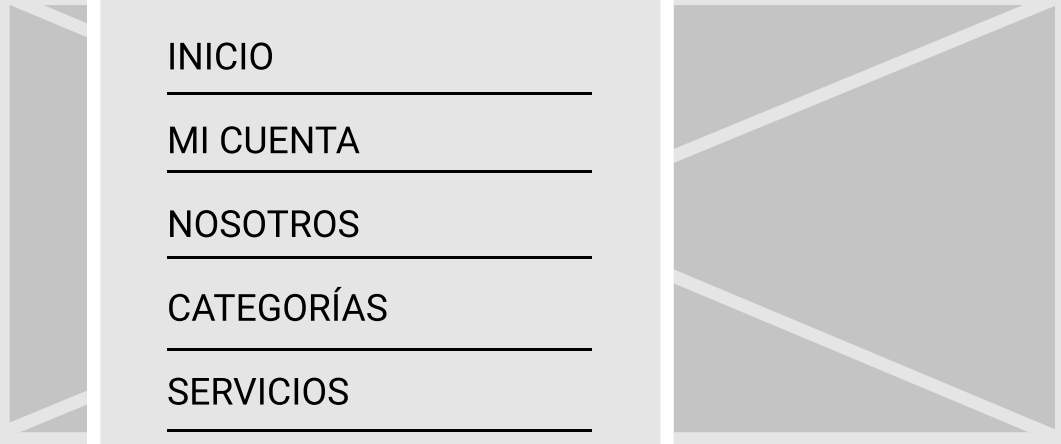 INICIO
MI CUENTA
NOSOTROS
CATEGORÍAS
SERVICIOS